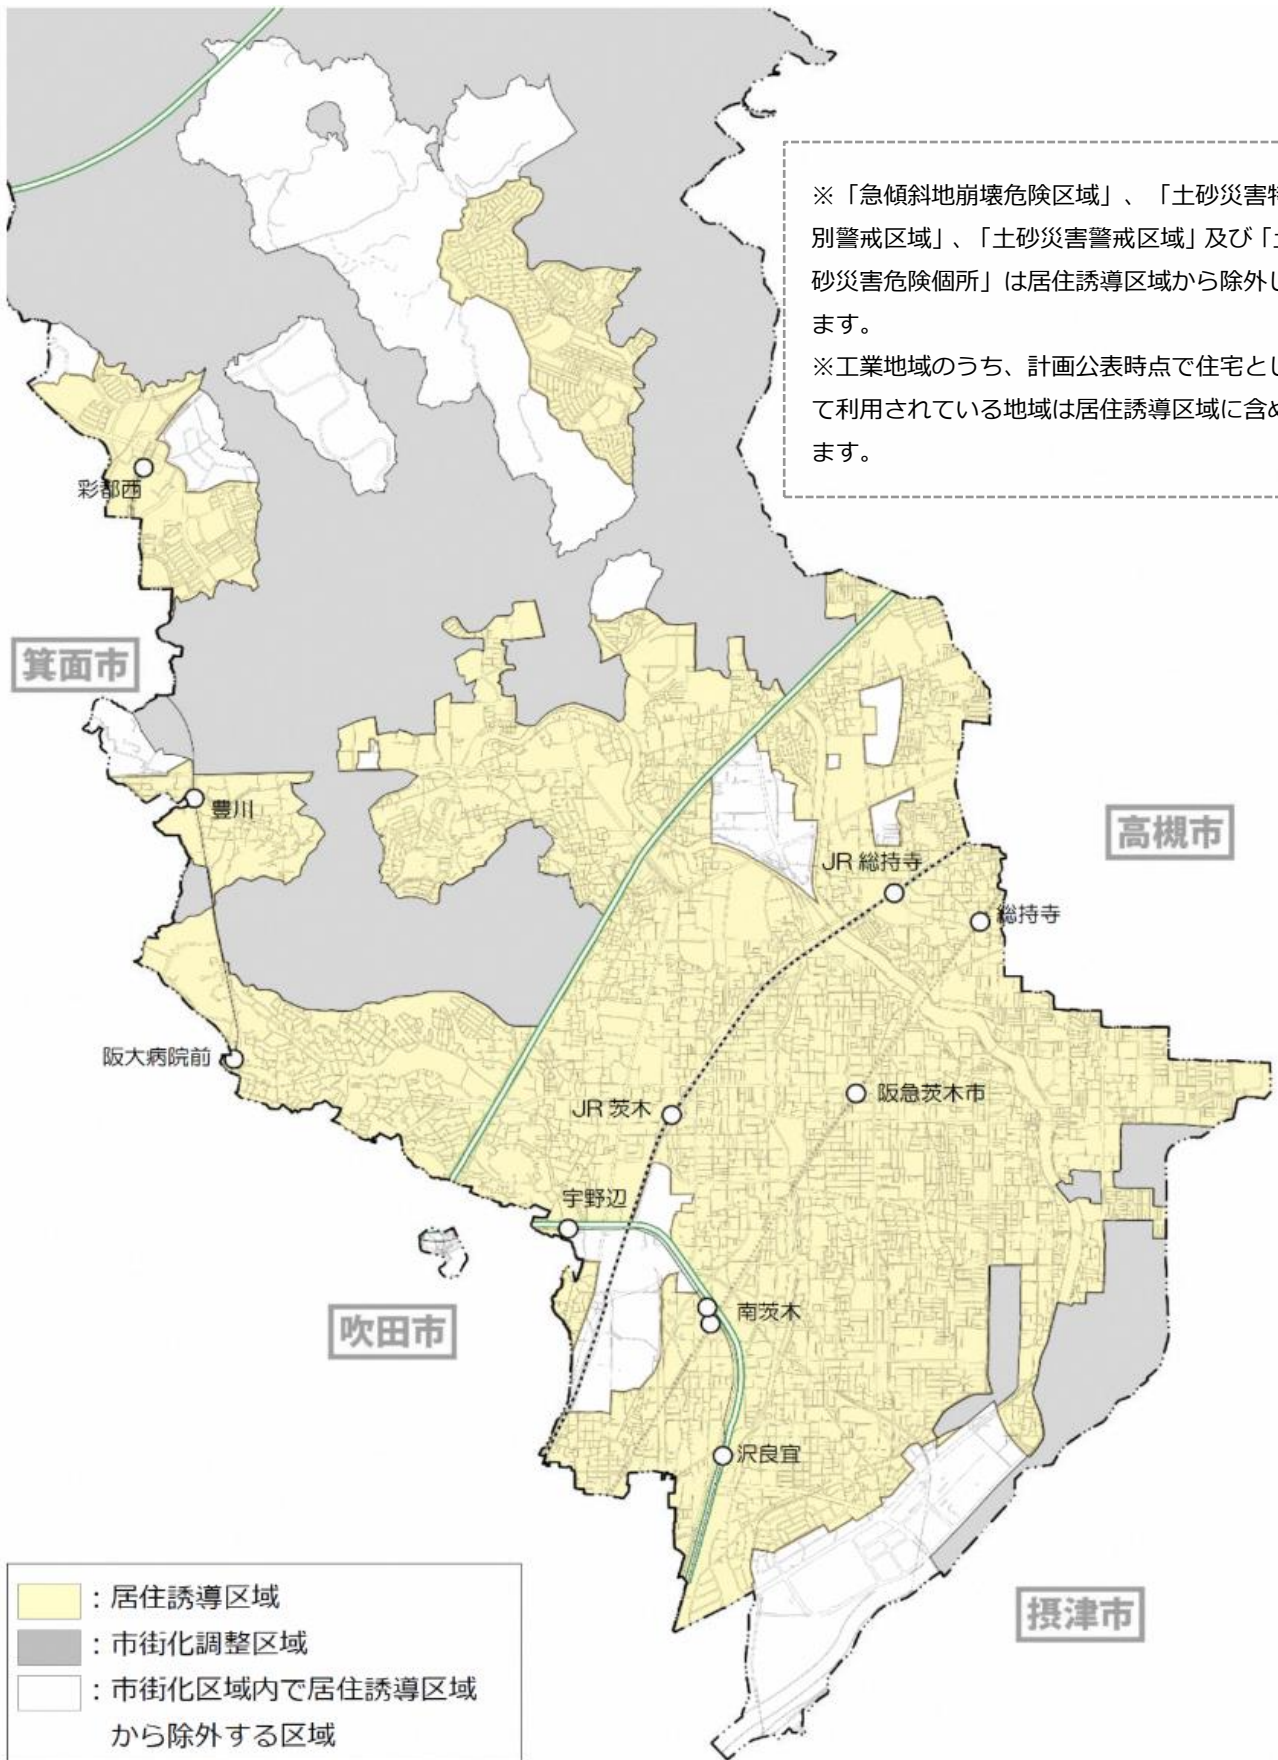 ※「急傾斜地崩壊危険区域」、「土砂災害特
別警戒区域」、「土砂災害警戒区域」及び「土
砂災害危険個所」は居住誘導区域から除外し
ます。
※工業地域のうち、計画公表時点で住宅とし
て利用されている地域は居住誘導区域に含め
ます。
彩都西
箕面市
豊川
高槻市
JR 総持寺
総持寺
阪大病院前
阪急茨木市
JR 茨木
宇野辺
南茨木
吹田市
沢良宜
摂津市
：居住誘導区域
：市街化調整区域
：市街化区域内で居住誘導区域
から除外する区域